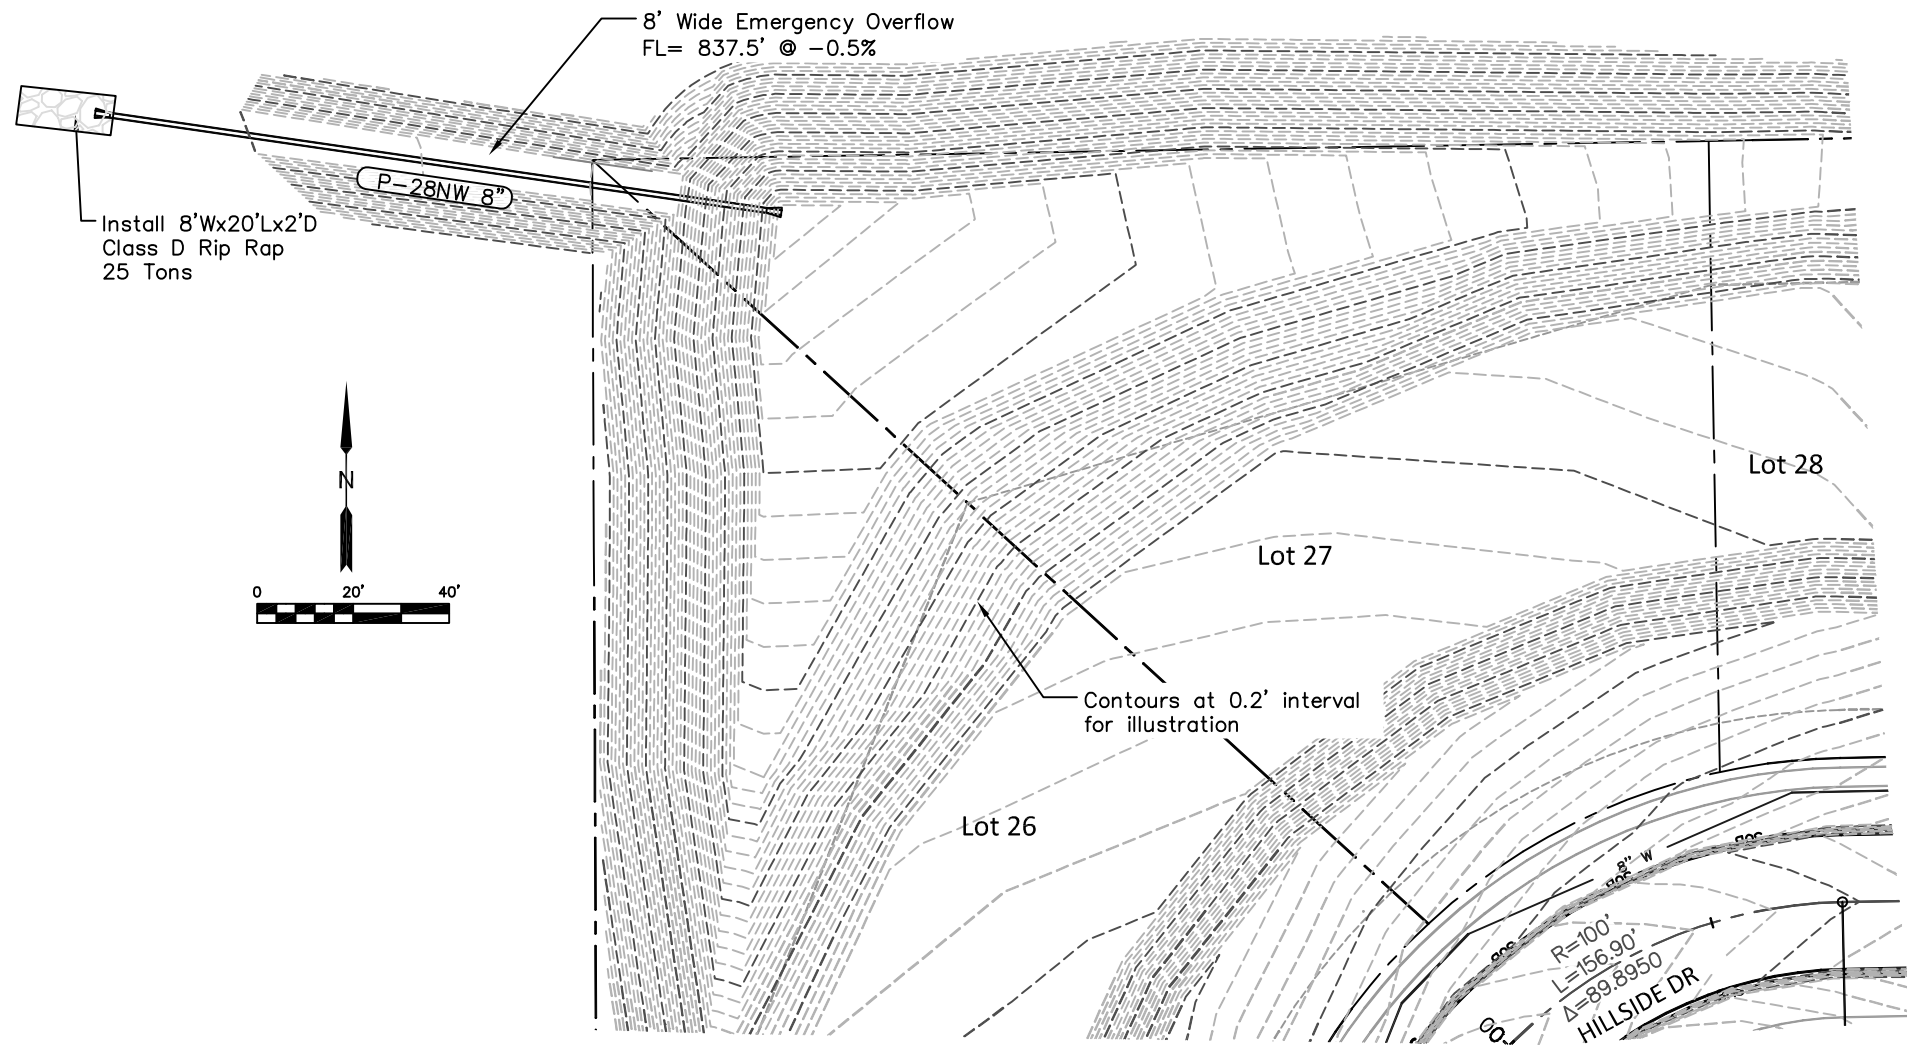 8' Wide Emergency Overflow
FL= 837.5' @ -0.5%
P-28NW 8"
Install 8'Wx20'Lx2'D
Class D Rip Rap
25 Tons
N
0 20' 40'
Lot 28
Lot 27
Contours at 0.2' interval
for illustration
Lot 26
8" W
R=100'
L=156.90'
Δ=89.8950
HILLSIDE DR